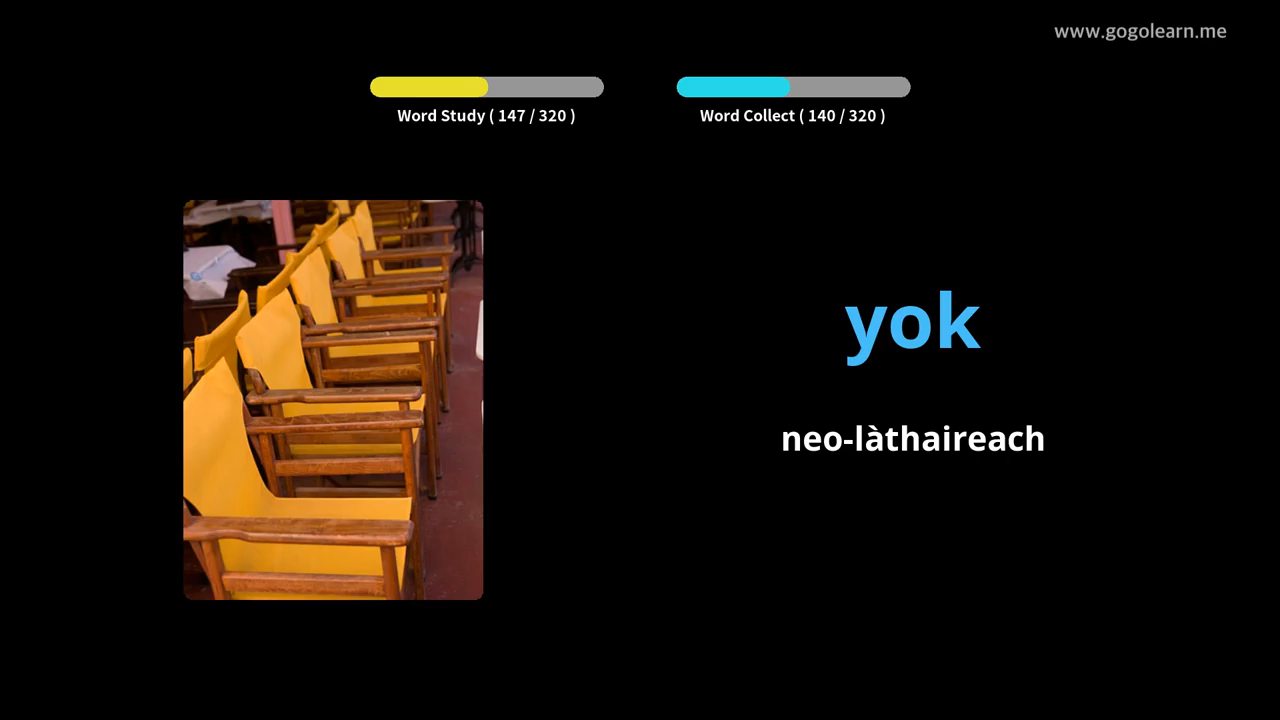 www.gogolearn.me
Word Study ( 147 / 320 )
Word Collect ( 140 / 320 )
yok
neo-làthaireach